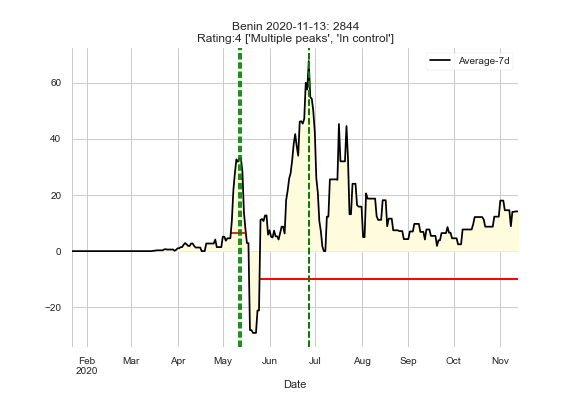 Benin 2020-11-13: 2844
Rating:4 ['Multiple peaks', 'In control']
Average-7d
60
40
20
0
−20
Feb Mar Apr May Jun Jul Aug Sep Oct Nov
2020
Date